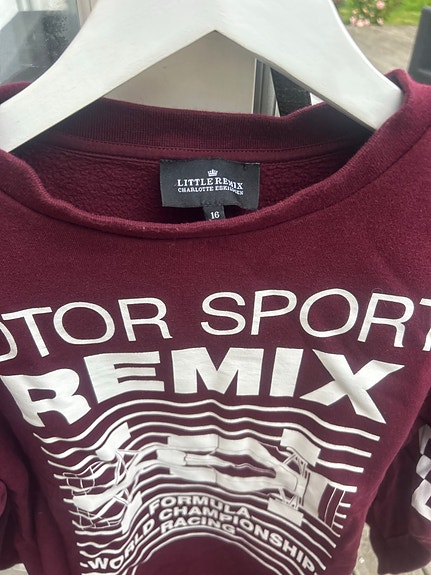 LITTLE REMIX
CHARLOTTE ESKILDSEN
16
OTOR SPORT
REMIX
FORMULA
WORLD CHAMPIONSHIP
RACING